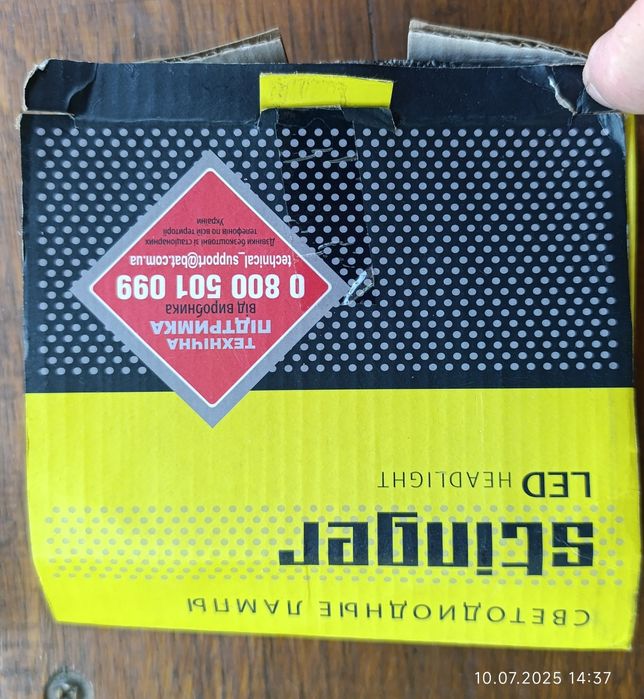 СВЕТОДИОДНЫЕ ЛАМПЫ
stinger
LED HEADLIGHT
ТЕХНІЧНА
ПІДТРИМКА
від виробника
0 800 501 099
technical_support@bat.com.ua
Дзвінки безкоштовні зі стаціонарних
телефонів по всій території
України
10.07.2025 14:37